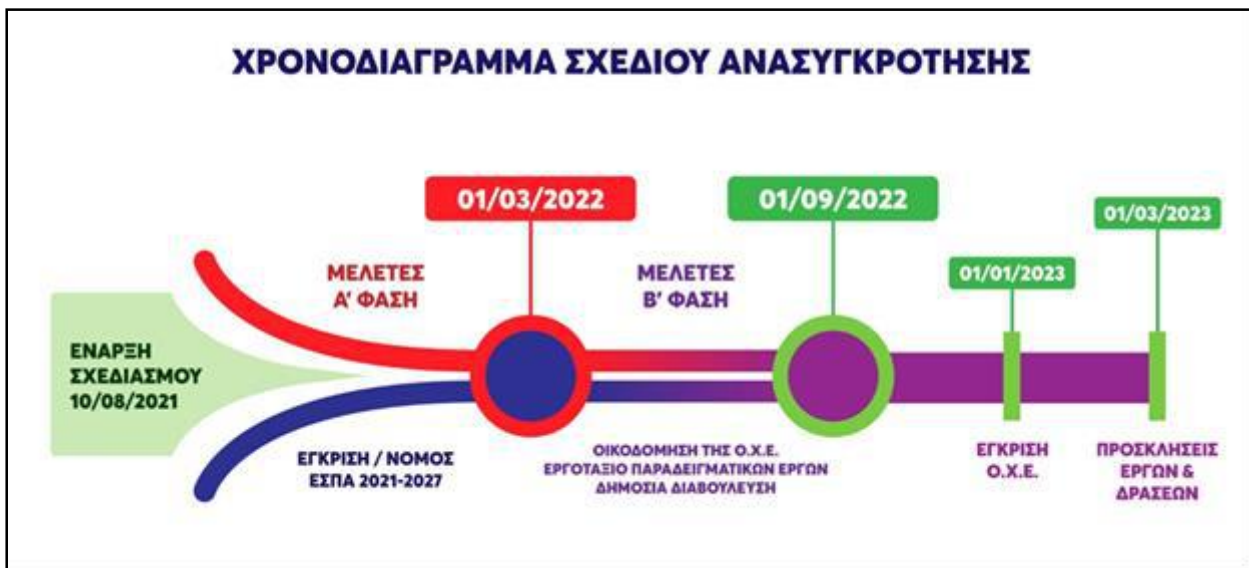 ΧΡΟΝΟΔΙΑΓΡΑΜΜΑ ΣΧΕΔΙΟΥ ΑΝΑΣΥΓΚΡΟΤΗΣΗΣ
01/03/2022
01/09/2022
01/03/2023
ΜΕΛΕΤΕΣ
Α' ΦΑΣΗ
ΜΕΛΕΤΕΣ
Β' ΦΑΣΗ
01/01/2023
ΕΝΑΡΞΗ
ΣΧΕΔΙΑΣΜΟΥ
10/08/2021
ΕΓΚΡΙΣΗ / ΝΟΜΟΣ
ΕΣΠΑ 2021-2027
ΟΙΚΟΔΟΜΗΣΗ ΤΗΣ Ο.Χ.Ε.
ΕΡΓΟΤΑΞΙΟ ΠΑΡΑΔΕΙΓΜΑΤΙΚΩΝ ΕΡΓΩΝ
ΔΗΜΟΣΙΑ ΔΙΑΒΟΥΛΕΥΣΗ
ΕΓΚΡΙΣΗ
Ο.Χ.Ε.
ΠΡΟΣΚΛΗΣΕΙΣ
ΕΡΓΩΝ &
ΔΡΑΣΕΩΝ